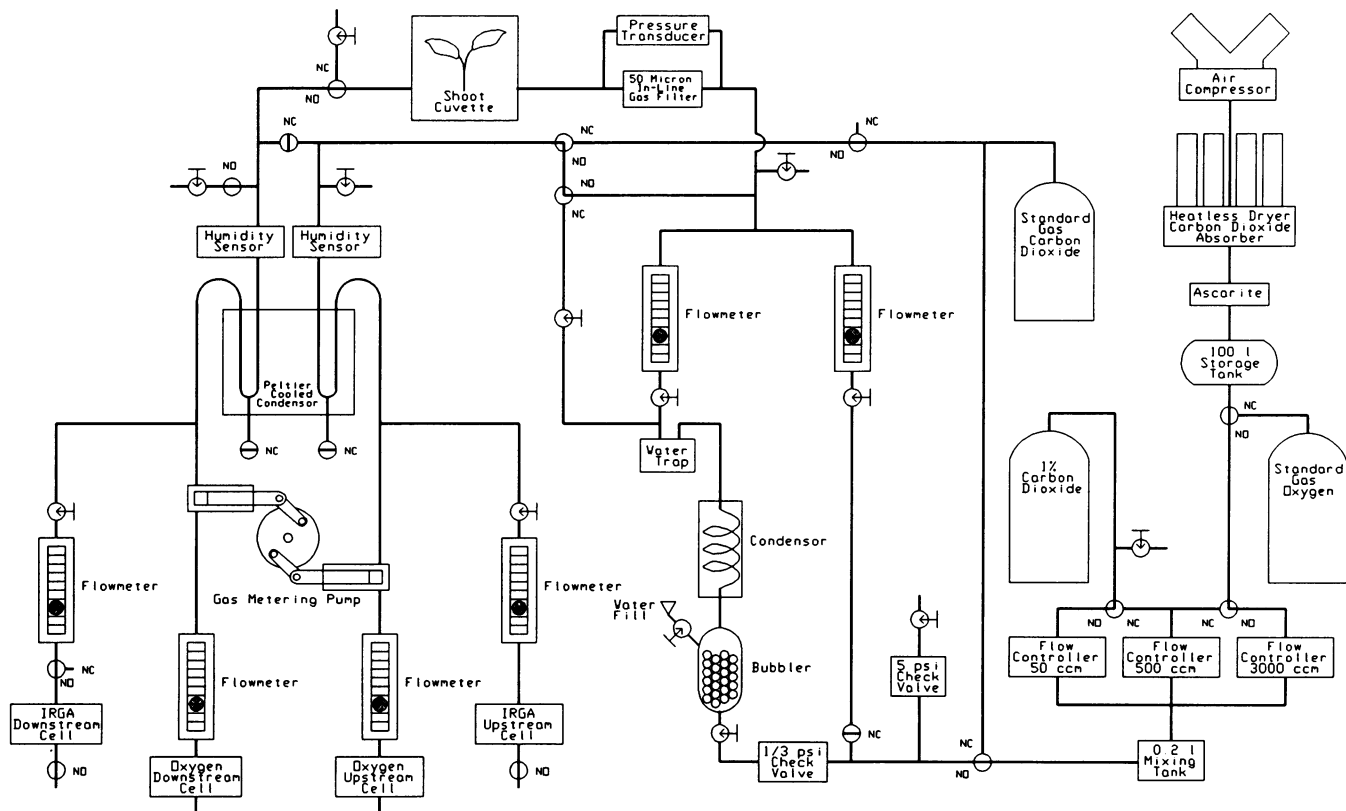 NC
NO
Shoot
Cuvette
Pressure
Transducer
50 Micron
In-Line
Gas Filter
Air
Compressor
NC
NC
NO
NO
NC
NC
NO
NO
Humidity
Sensor
Humidity
Sensor
Standard
Gas
Carbon
Dioxide
Heatless Dryer
Carbon Dioxide
Absorber
Ascarite
100 l
Storage
Tank
Flowmeter
Flowmeter
Peltier
Cooled
Condensor
NC
NC
Water
Trap
NC
NO
1%
Carbon
Dioxide
Standard
Gas
Oxygen
Condensor
Flowmeter
Gas Metering Pump
Flowmeter
Water
Fill
Bubbler
NO
NC
NC
NO
Flow
Controller
50 ccm
Flow
Controller
500 ccm
Flow
Controller
3000 ccm
5 psi
Check
Valve
NC
NO
Flowmeter
Flowmeter
IRGA
Downstream
Cell
IRGA
Upstream
Cell
NO
NO
Oxygen
Downstream
Cell
Oxygen
Upstream
Cell
1/3 psi
Check
Valve
NC
NC
NO
0.2 l
Mixing
Tank